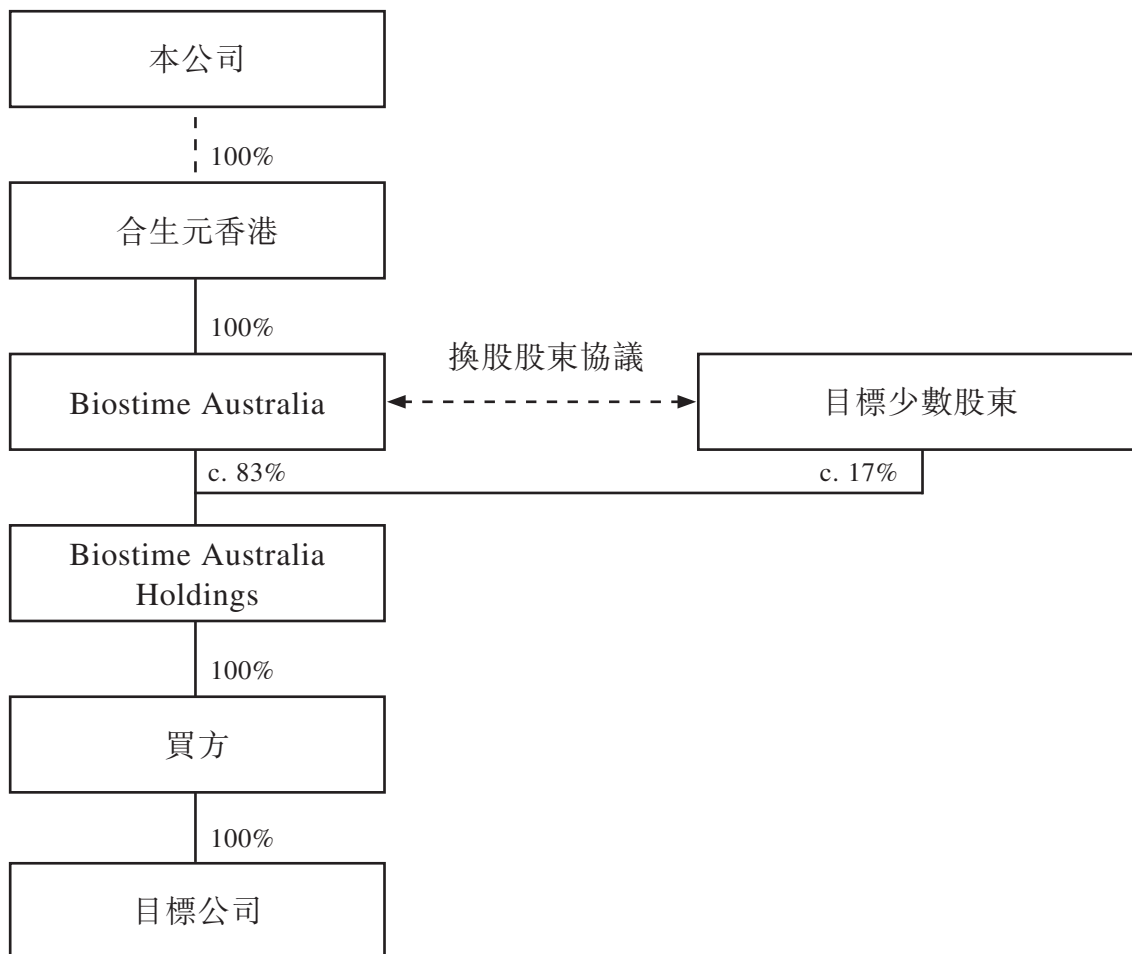 本公司
100%
合生元香港
100%
換股股東協議
Biostime Australia
目標少數股東
c. 83%
c. 17%
Biostime Australia
Holdings
100%
買方
100%
目標公司